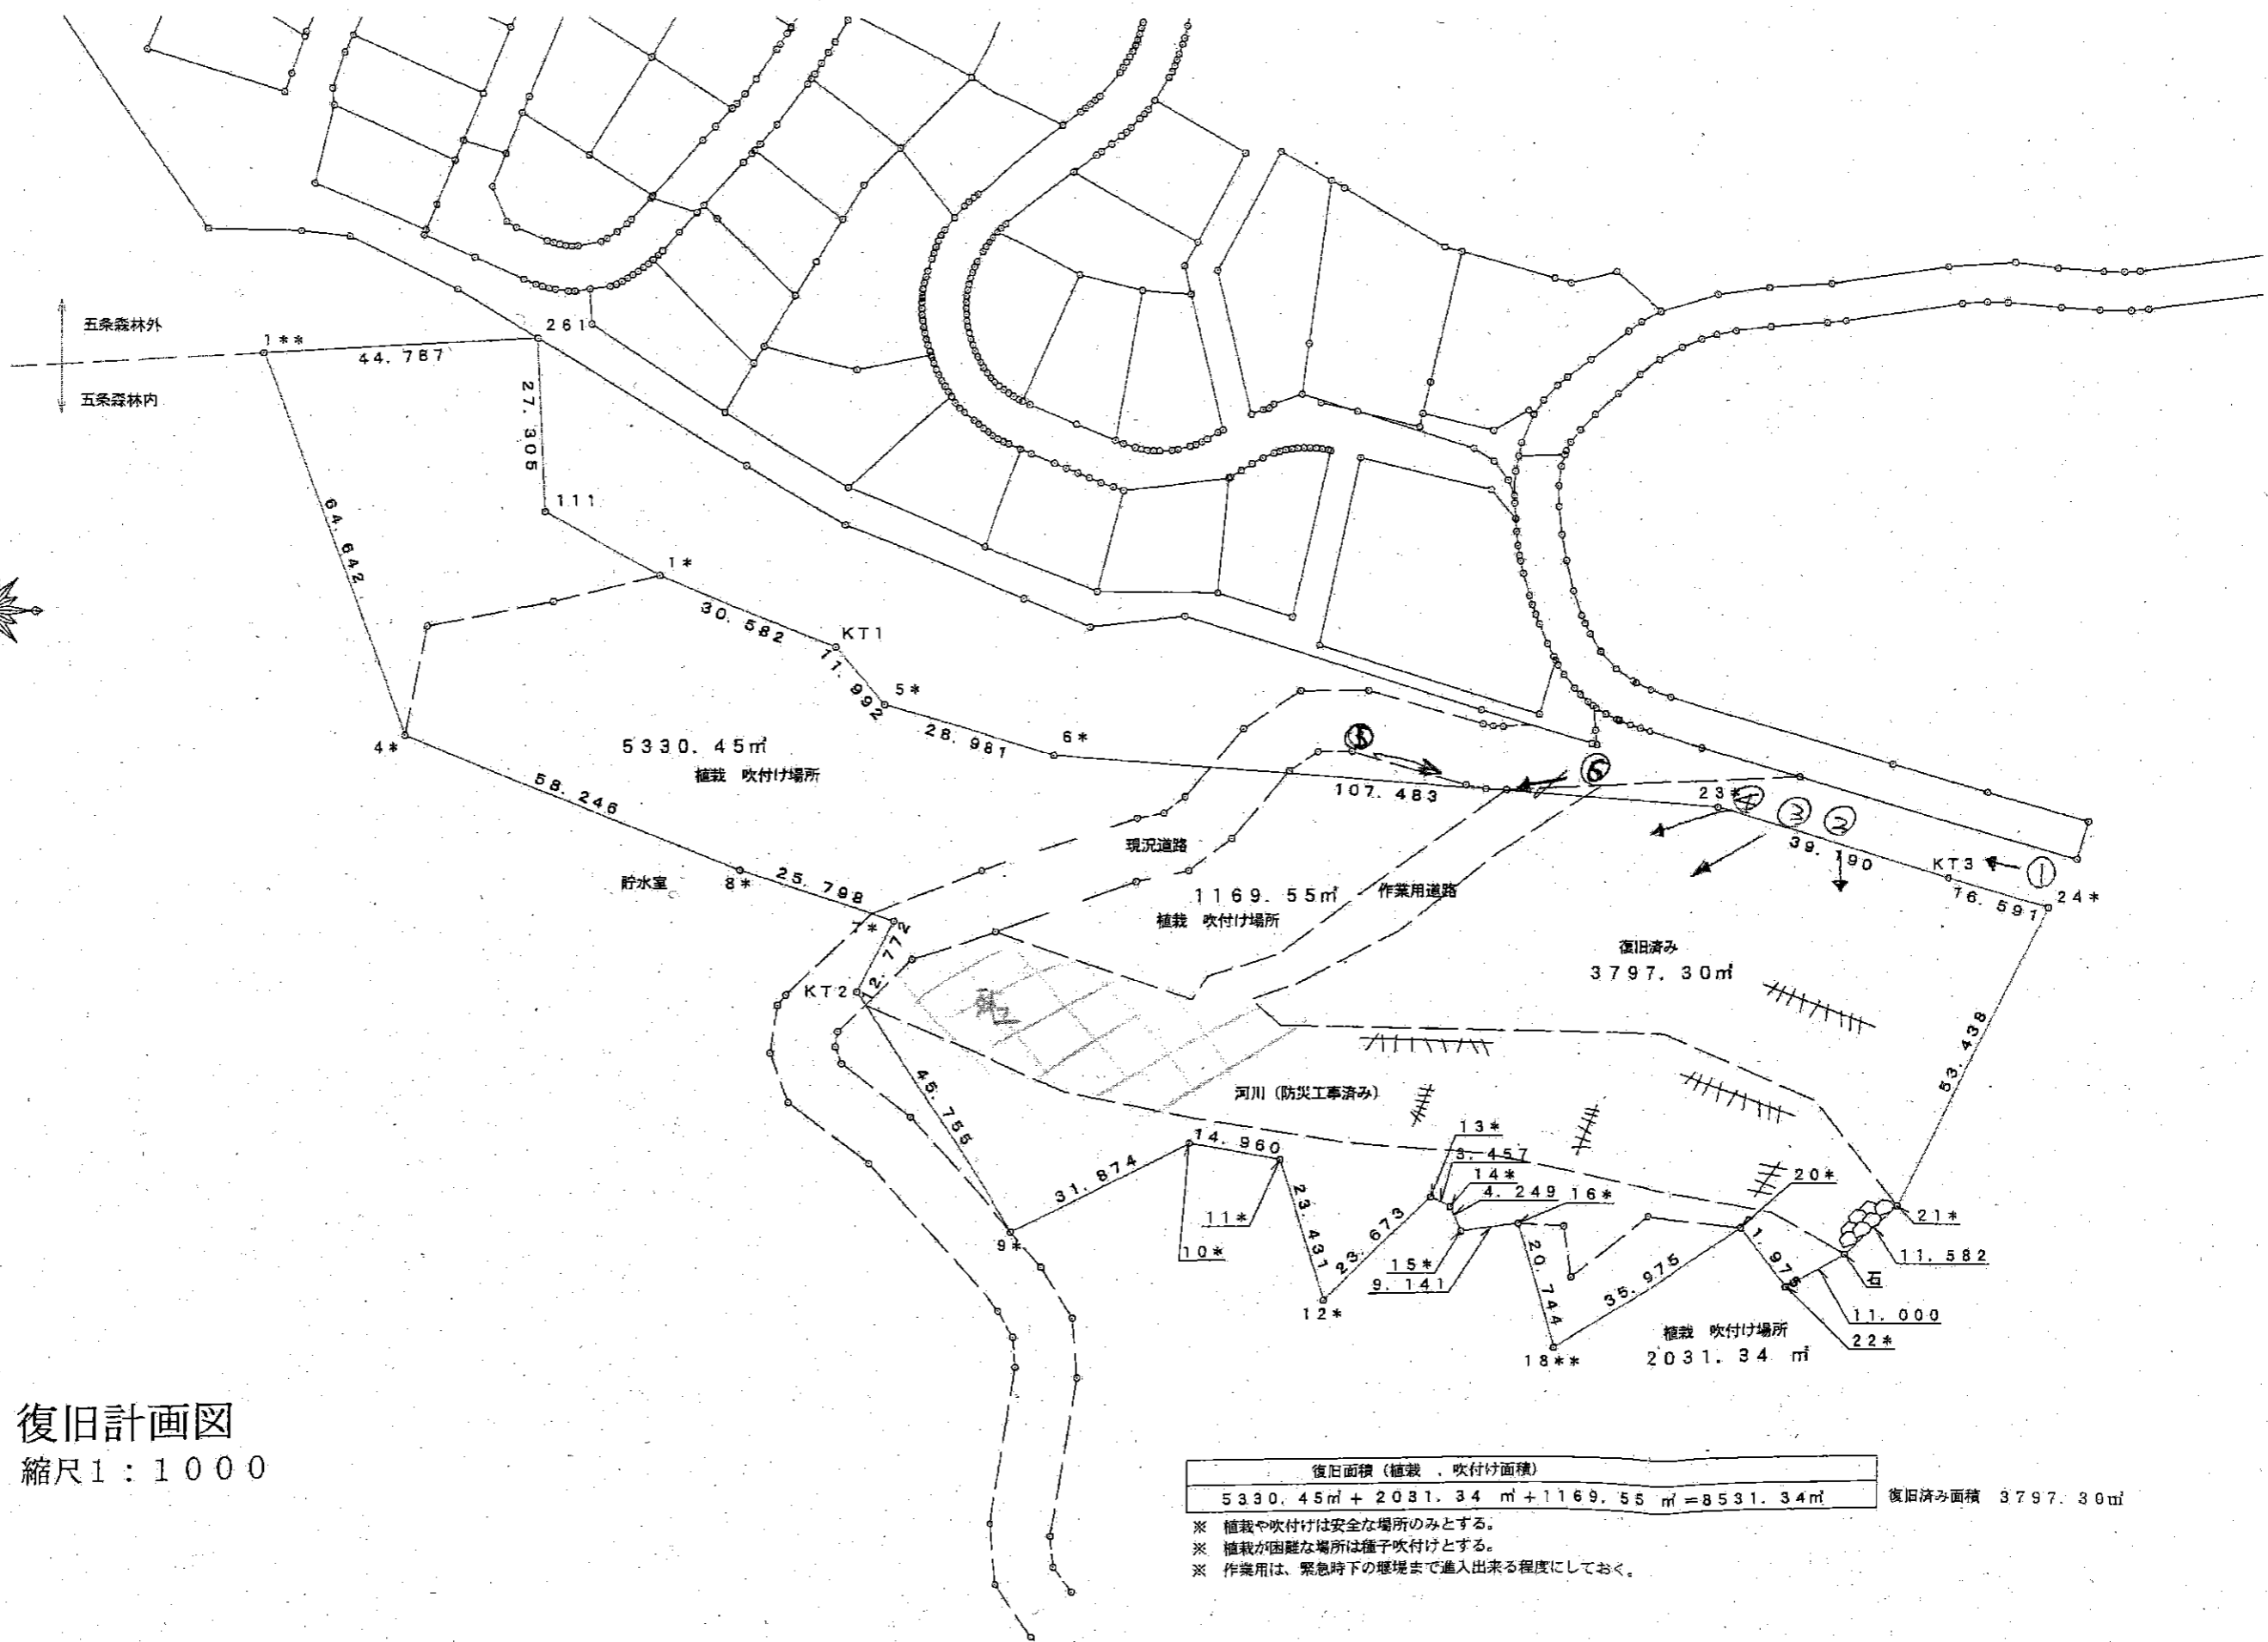 五条森林外
五条森林内
1**
44.787
261
27.305
111
64.642
1*
30.582
KT1
11.992
5*
28.981
6*
107.483
4*
5330.45㎡
植栽 吹付け場所
58.246
貯水室
8*
25.798
7*
12.772
KT2
45.755
現況道路
1169.55㎡
植栽 吹付け場所
作業用道路
⑥
23*
④ ③ ②
39.190
KT3
①
76.591
24*
復旧済み
3797.30㎡
53.438
河川(防災工事済み)
9*
31.874
14.960
10*
11*
23.431
12*
23.673
13*
3.457
14*
4.249
15*
9.141
16*
20.744
18**
35.975
20*
1.975
21*
11.582
石
11.000
22*
植栽 吹付け場所
2031.34 ㎡
復旧計画図
縮尺1:1000
復旧面積(植栽 、吹付け面積)
5330.45㎡+ 2031.34 ㎡+1169.55 ㎡=8531.34㎡
復旧済み面積 3797.30㎡
※ 植栽や吹付けは安全な場所のみとする。
※ 植栽が困難な場所は種子吹付けとする。
※ 作業用は、緊急時下の堰堤まで進入出来る程度にしておく。